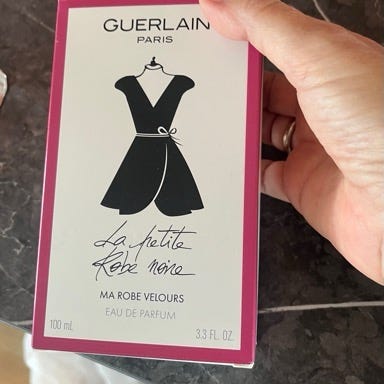 GUERLAIN
PARIS
La petite
Robe noire
MA ROBE VELOURS
EAU DE PARFUM
100 mL
3.3 FL. OZ.